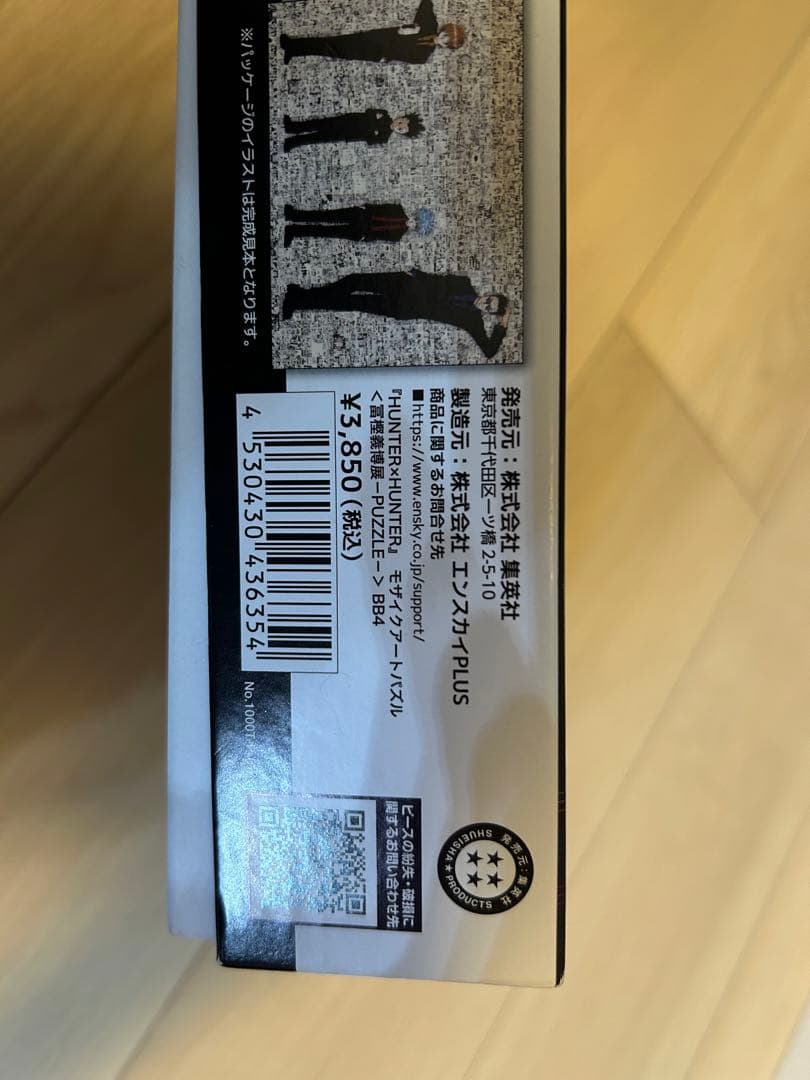 ※パッケージのイラストは完成見本となります。
発売元：株式会社 集英社
東京都千代田区一ツ橋 2-5-10
製造元：株式会社 エンスカイPLUS
商品に関するお問合せ先
■https://www.ensky.co.jp/support/
『HUNTER×HUNTER』 モザイクアートパズル
＜冨樫義博展－PUZZLE－＞ BB4
¥3,850（税込）
4 530430 436354
No.1000T-
ピースの紛失・破損に
関するお問い合わせ先
発売元：集英社
SHUEISHA★PRODUCTS